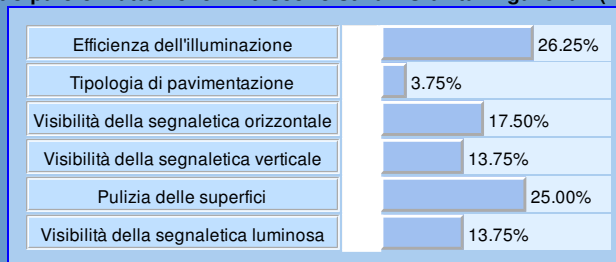 Efficienza dell'illuminazione 26.25%
Tipologia di pavimentazione 3.75%
Visibilità della segnaletica orizzontale 17.50%
Visibilità della segnaletica verticale 13.75%
Pulizia delle superfici 25.00%
Visibilità della segnaletica luminosa 13.75%